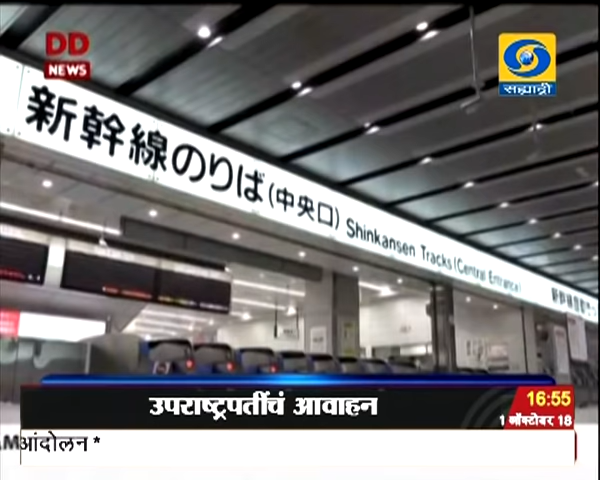 DD
NEWS
सह्याद्री
新幹線のりば(中央口) Shinkansen Tracks (Central Entrance)
उपराष्ट्रपतींचं आवाहन
16:55
1 ऑक्टोबर 18
AM
आंदोलन *